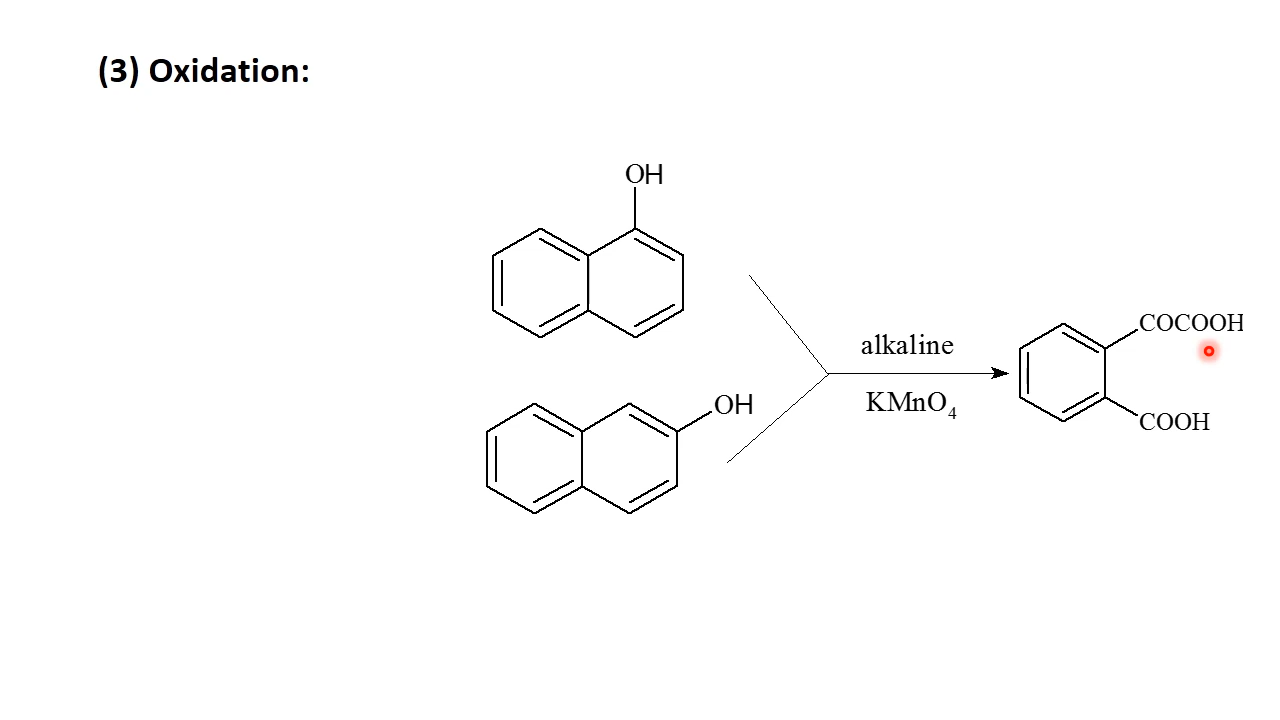 (3) Oxidation:
OH
OH
alkaline
KMnO4
COCOOH
COOH